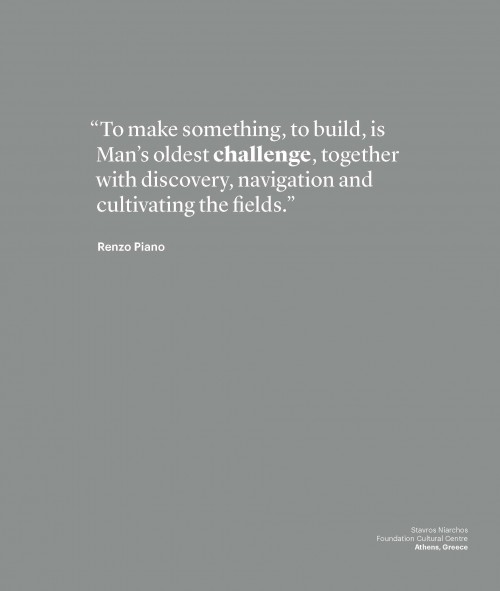 “To make something, to build, is
Man’s oldest challenge, together
with discovery, navigation and
cultivating the fields.”
Renzo Piano
Stavros Niarchos
Foundation Cultural Centre
Athens, Greece